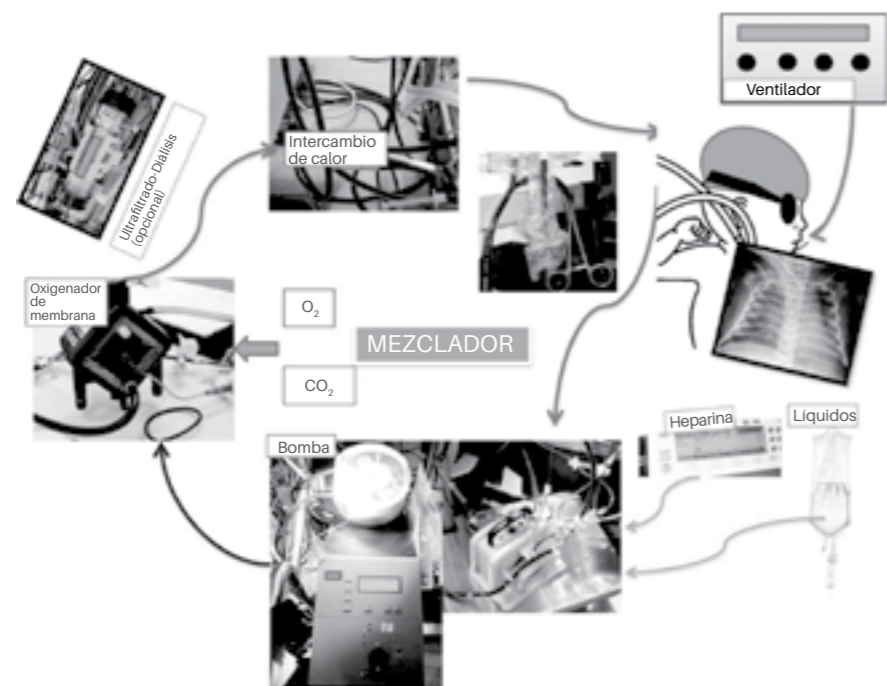 Ventilador
Intercambio
de calor
Ultrafiltrado-Diálisis
(opcional)
Oxigenador
de
membrana
O₂
MEZCLADOR
CO₂
Heparina
Líquidos
Bomba